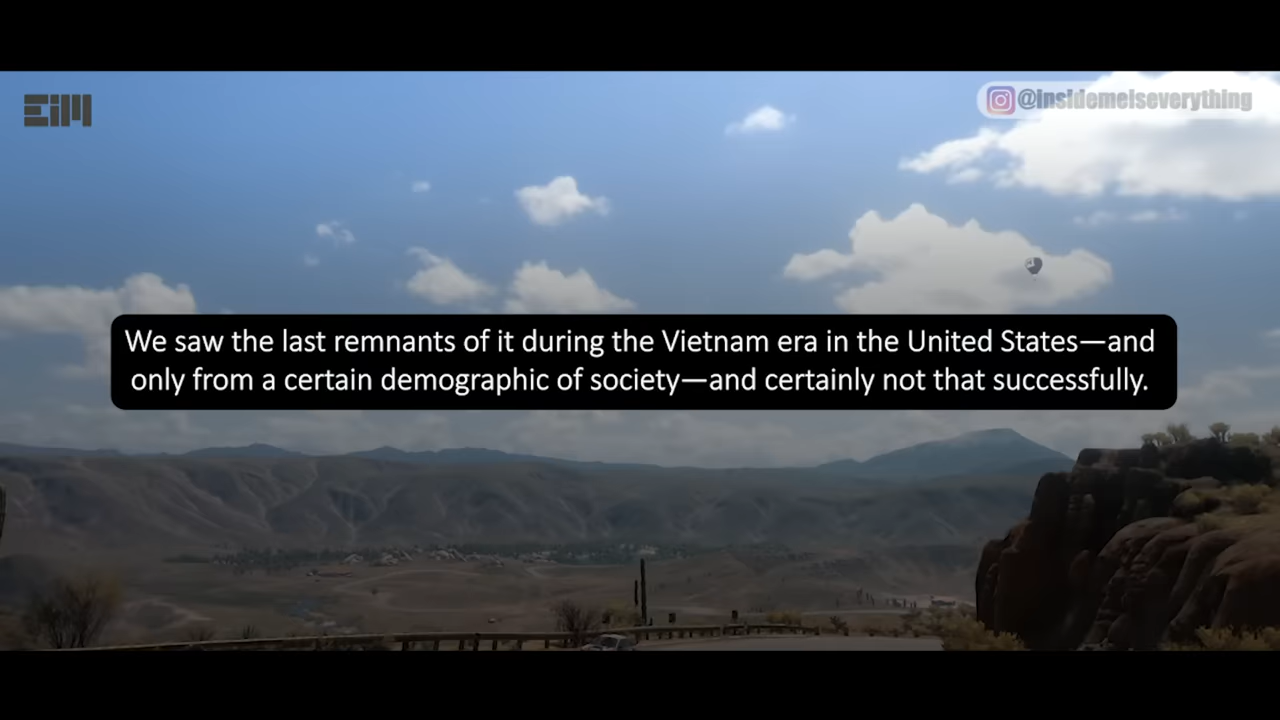 EiM
@insidemeiseverything
We saw the last remnants of it during the Vietnam era in the United States—and
only from a certain demographic of society—and certainly not that successfully.